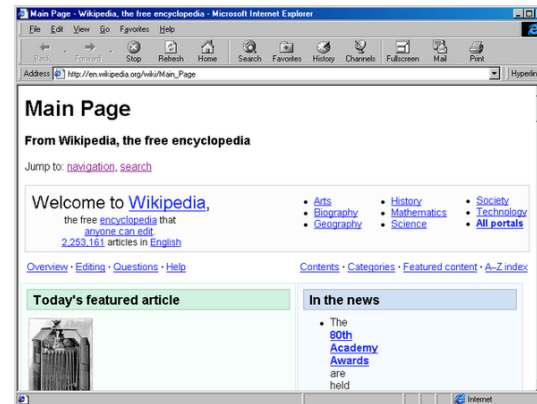 Main Page - Wikipedia, the free encyclopedia - Microsoft Internet Explorer
File Edit View Go Favorites Help
Back Forward Stop Refresh Home Search Favorites History Channels Fullscreen Mail Print
Address http://en.wikipedia.org/wiki/Main_Page
Main Page
From Wikipedia, the free encyclopedia
Jump to: navigation, search
Welcome to Wikipedia,
the free encyclopedia that
anyone can edit.
2,253,161 articles in English
• Arts
• Biography
• Geography
• History
• Mathematics
• Science
• Society
• Technology
• All portals
Overview · Editing · Questions · Help
Contents · Categories · Featured content · A–Z index
Today's featured article
In the news
• The
80th
Academy
Awards
are
held
Internet